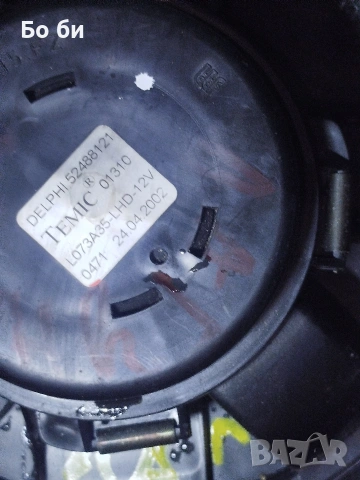 Бо би
DELPHI 52488121
TEMIC® 01310
L073A35-LHD-12V
0471 24.04.2002
BAZAR